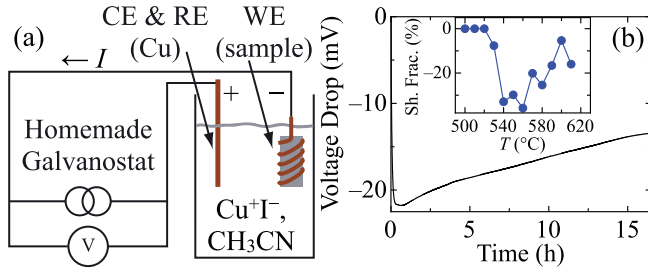 (a)
CE & RE
(Cu)
WE
(sample)
← I
+
−
Homemade
Galvanostat
V
Cu⁺I⁻,
CH3CN
(b)
Voltage Drop (mV)
0
−10
−20
0
5
10
15
Time (h)
Sh. Frac. (%)
0
−20
500
540
580
620
T (°C)